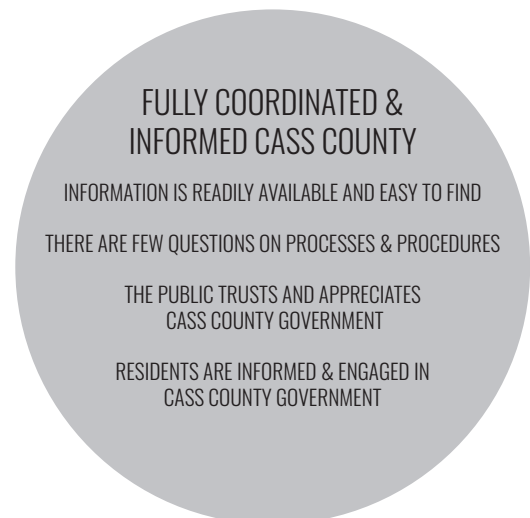 FULLY COORDINATED &
INFORMED CASS COUNTY
INFORMATION IS READILY AVAILABLE AND EASY TO FIND
THERE ARE FEW QUESTIONS ON PROCESSES & PROCEDURES
THE PUBLIC TRUSTS AND APPRECIATES
CASS COUNTY GOVERNMENT
RESIDENTS ARE INFORMED & ENGAGED IN
CASS COUNTY GOVERNMENT